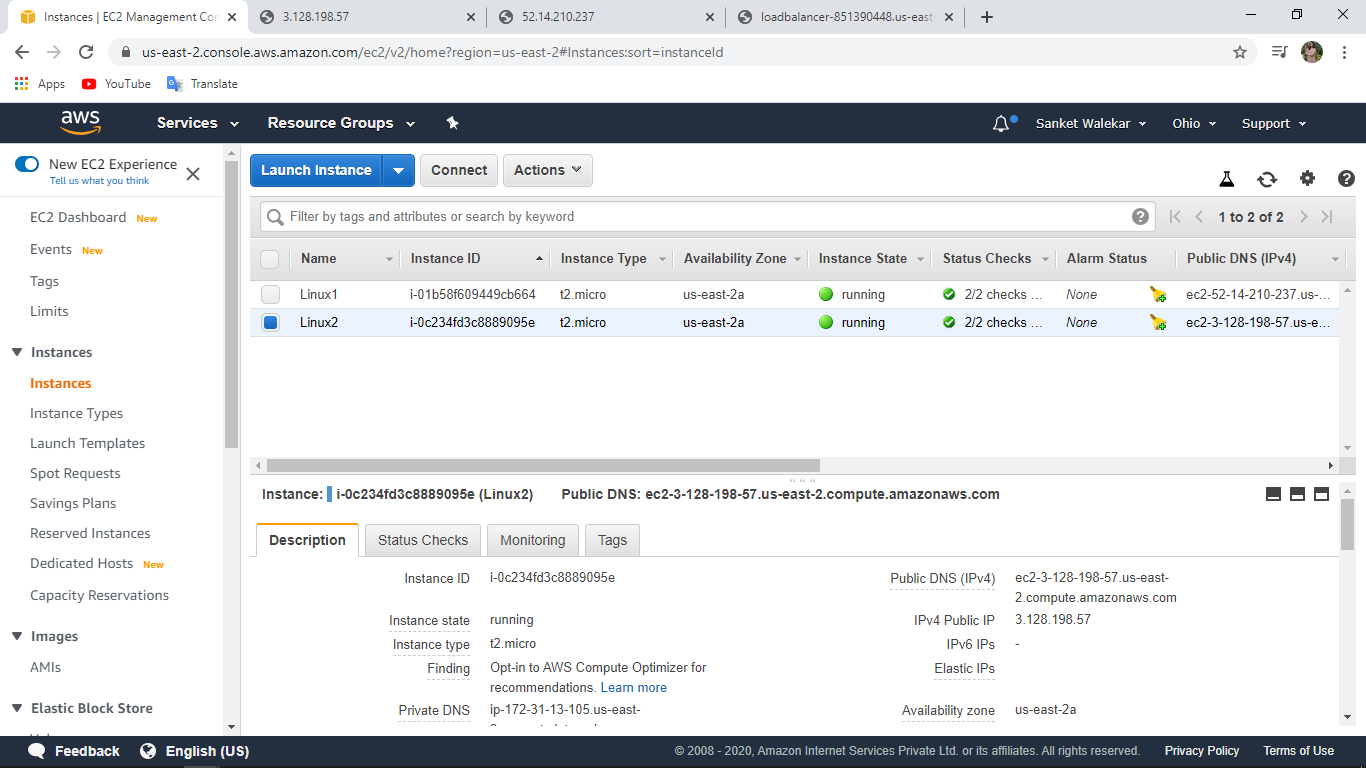 Instances | EC2 Management Con
3.128.198.57
52.14.210.237
loadbalancer-851390448.us-east-
us-east-2.console.aws.amazon.com/ec2/v2/home?region=us-east-2#Instances:sort=instanceId
Apps YouTube Translate
aws Services Resource Groups Sanket Walekar Ohio Support
New EC2 Experience
Tell us what you think
EC2 Dashboard New
Events New
Tags
Limits
Instances
Instances
Instance Types
Launch Templates
Spot Requests
Savings Plans
Reserved Instances
Dedicated Hosts New
Capacity Reservations
Images
AMIs
Elastic Block Store
Launch Instance Connect Actions
Filter by tags and attributes or search by keyword 1 to 2 of 2
Name Instance ID Instance Type Availability Zone Instance State Status Checks Alarm Status Public DNS (IPv4)
Linux1 i-01b58f609449cb664 t2.micro us-east-2a running 2/2 checks ... None ec2-52-14-210-237.us-...
Linux2 i-0c234fd3c8889095e t2.micro us-east-2a running 2/2 checks ... None ec2-3-128-198-57.us-e...
Instance: i-0c234fd3c8889095e (Linux2) Public DNS: ec2-3-128-198-57.us-east-2.compute.amazonaws.com
Description Status Checks Monitoring Tags
Instance ID i-0c234fd3c8889095e
Public DNS (IPv4) ec2-3-128-198-57.us-east-
2.compute.amazonaws.com
Instance state running
IPv4 Public IP 3.128.198.57
Instance type t2.micro
IPv6 IPs -
Finding Opt-in to AWS Compute Optimizer for
recommendations. Learn more
Elastic IPs
Private DNS ip-172-31-13-105.us-east-
Availability zone us-east-2a
Feedback English (US) © 2008 - 2020, Amazon Internet Services Private Ltd. or its affiliates. All rights reserved. Privacy Policy Terms of Use